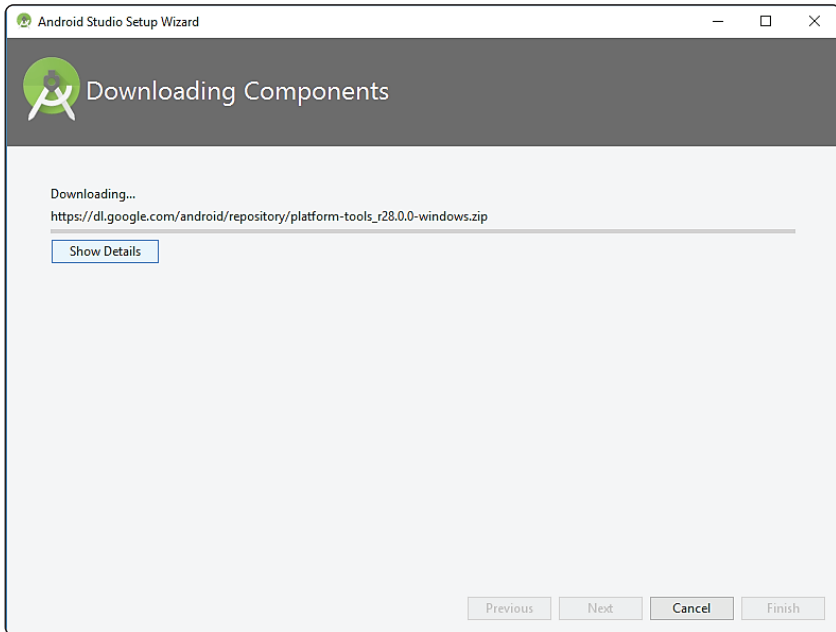 Android Studio Setup Wizard
Downloading Components
Downloading...
https://dl.google.com/android/repository/platform-tools_r28.0.0-windows.zip
Show Details
Previous Next Cancel Finish